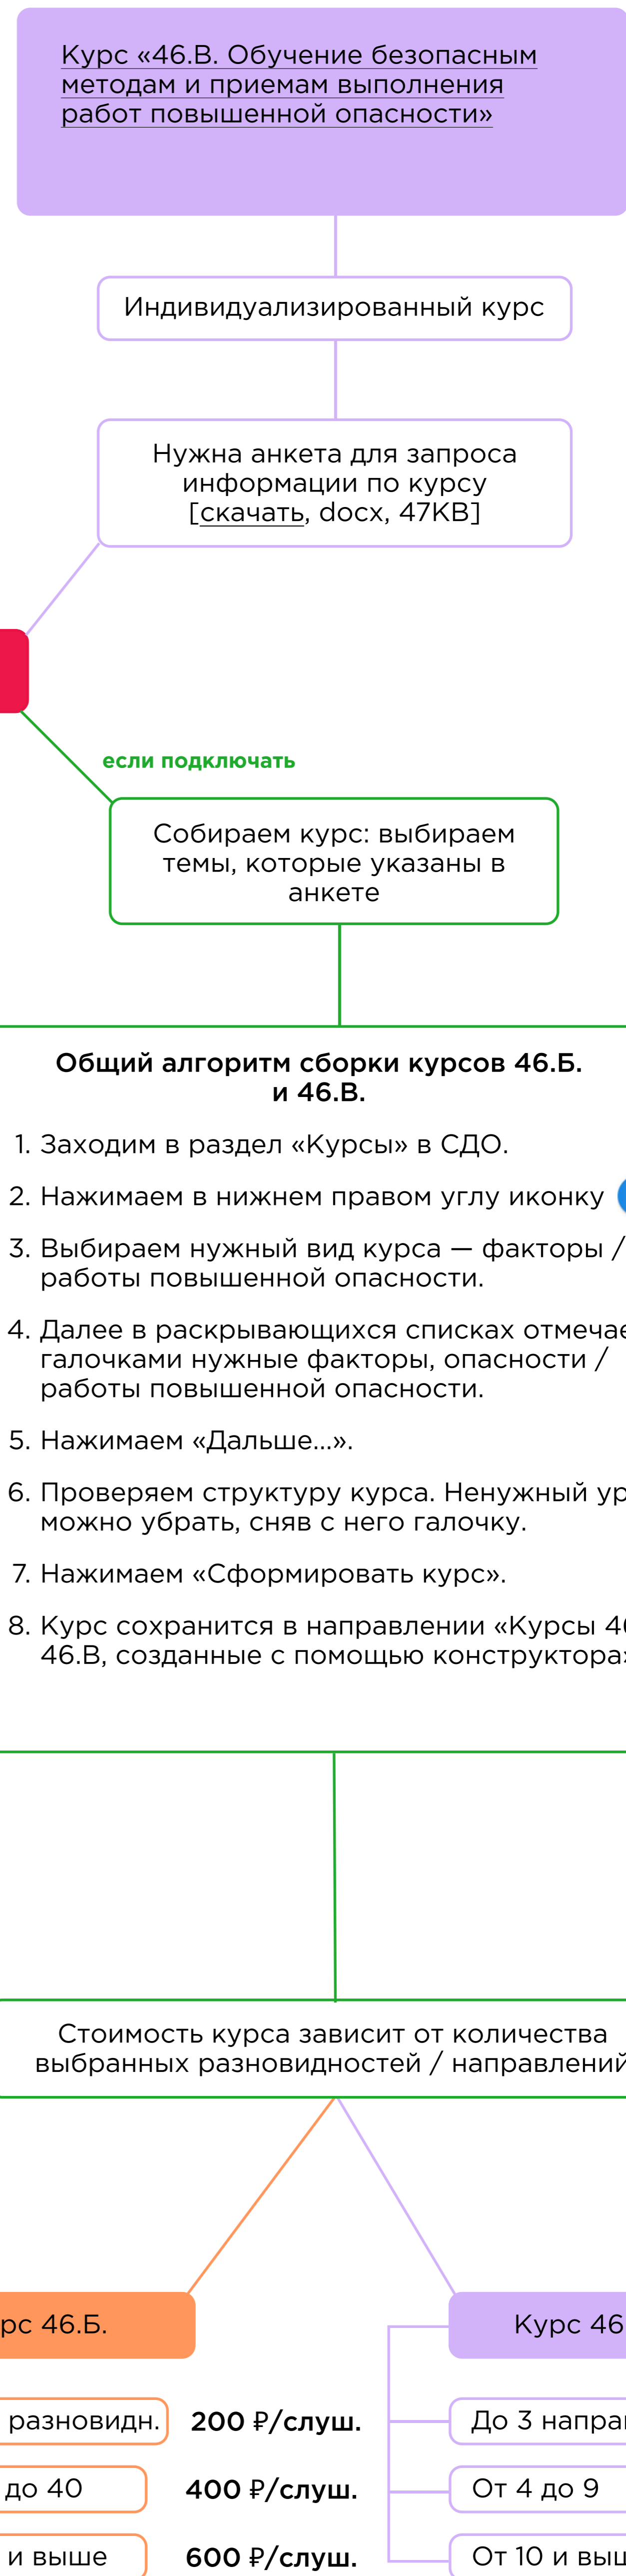 Курс «46.В. Обучение безопасным
методам и приемам выполнения
работ повышенной опасности»
Индивидуализированный курс
Нужна анкета для запроса
информации по курсу
[скачать, docx, 47KB]
если подключать
Собираем курс: выбираем
темы, которые указаны в
анкете
Общий алгоритм сборки курсов 46.Б.
и 46.В.
1. Заходим в раздел «Курсы» в СДО.
2. Нажимаем в нижнем правом углу иконку
3. Выбираем нужный вид курса — факторы /
работы повышенной опасности.
4. Далее в раскрывающихся списках отмечае
галочками нужные факторы, опасности /
работы повышенной опасности.
5. Нажимаем «Дальше...».
6. Проверяем структуру курса. Ненужный ур
можно убрать, сняв с него галочку.
7. Нажимаем «Сформировать курс».
8. Курс сохранится в направлении «Курсы 46
46.В, созданные с помощью конструктора»
Стоимость курса зависит от количества
выбранных разновидностей / направлений
рс 46.Б.
Курс 46
разновидн.
200 ₽/слуш.
До 3 направ
до 40
400 ₽/слуш.
От 4 до 9
и выше
600 ₽/слуш.
От 10 и выш